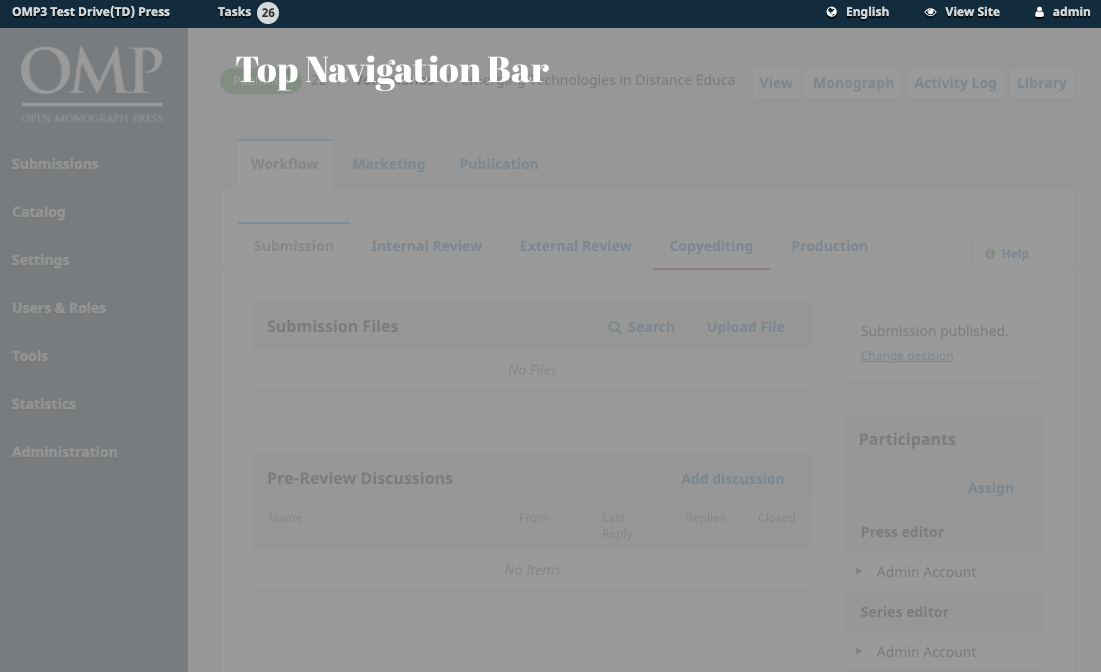 OMP3 Test Drive(TD) Press Tasks 26 English View Site admin
OMP
OPEN MONOGRAPH PRESS
Top Navigation Bar
Technologies in Distance Educa View Monograph Activity Log Library
Submissions
Catalog
Settings
Users & Roles
Tools
Statistics
Administration
Workflow Marketing Publication
Submission Internal Review External Review Copyediting Production Help
Submission Files Search Upload File
No Files
Submission published.
Change decision
Pre-Review Discussions Add discussion
Name From Last Reply Replies Closed
No Items
Participants
Assign
Press editor
Admin Account
Series editor
Admin Account